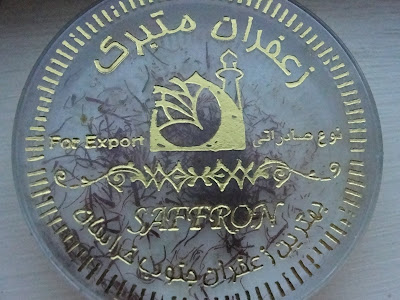 زعفران متبرک
For Export
نوع صادراتی
SAFFRON
بهترین زعفران جنوب خراسان